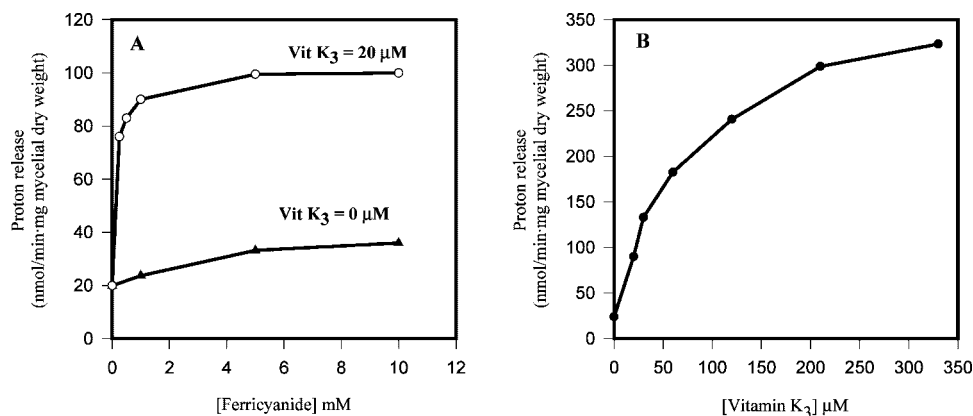 A
Vit K3 = 20 µM
Vit K3 = 0 µM
120
100
80
60
40
20
0
0 2 4 6 8 10 12
[Ferricyanide] mM
Proton release
(nmol/min·mg mycelial dry weight)
B
350
300
250
200
150
100
50
0
0 50 100 150 200 250 300 350
[Vitamin K3] µM
Proton release
(nmol/min·mg mycelial dry weight)